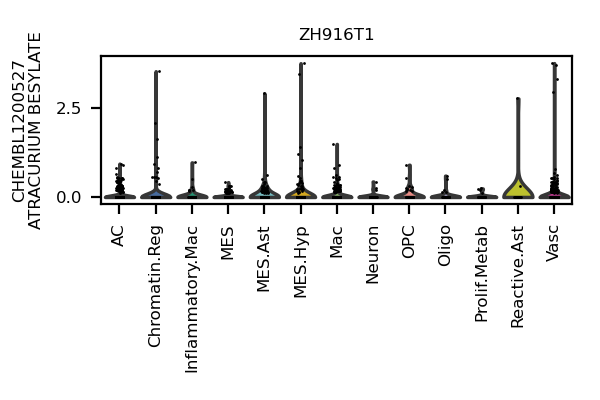 ZH916T1
CHEMBL1200527
ATRACURIUM BESYLATE
2.5
0.0
AC
Chromatin.Reg
Inflammatory.Mac
MES
MES.Ast
MES.Hyp
Mac
Neuron
OPC
Oligo
Prolif.Metab
Reactive.Ast
Vasc